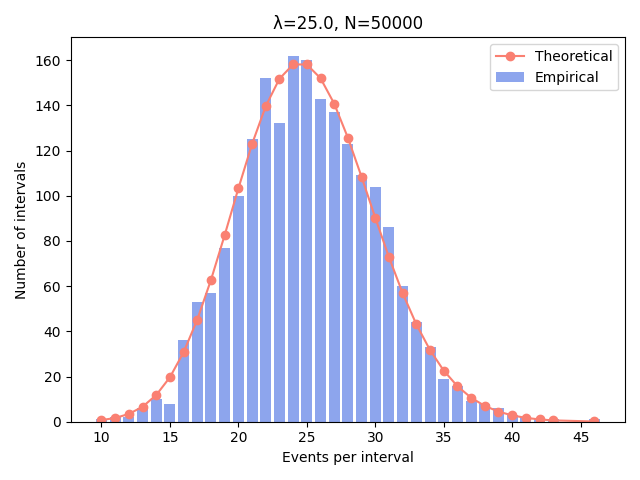 λ=25.0, N=50000
Theoretical
Empirical
Number of intervals
160
140
120
100
80
60
40
20
0
10 15 20 25 30 35 40 45
Events per interval